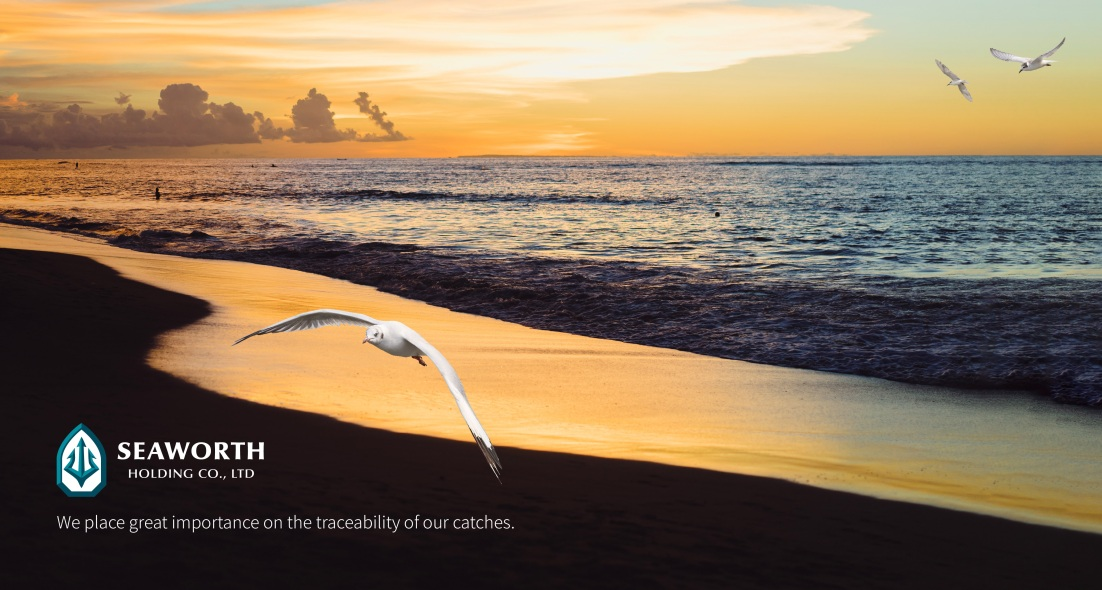 SEAWORTH
HOLDING CO., LTD
We place great importance on the traceability of our catches.